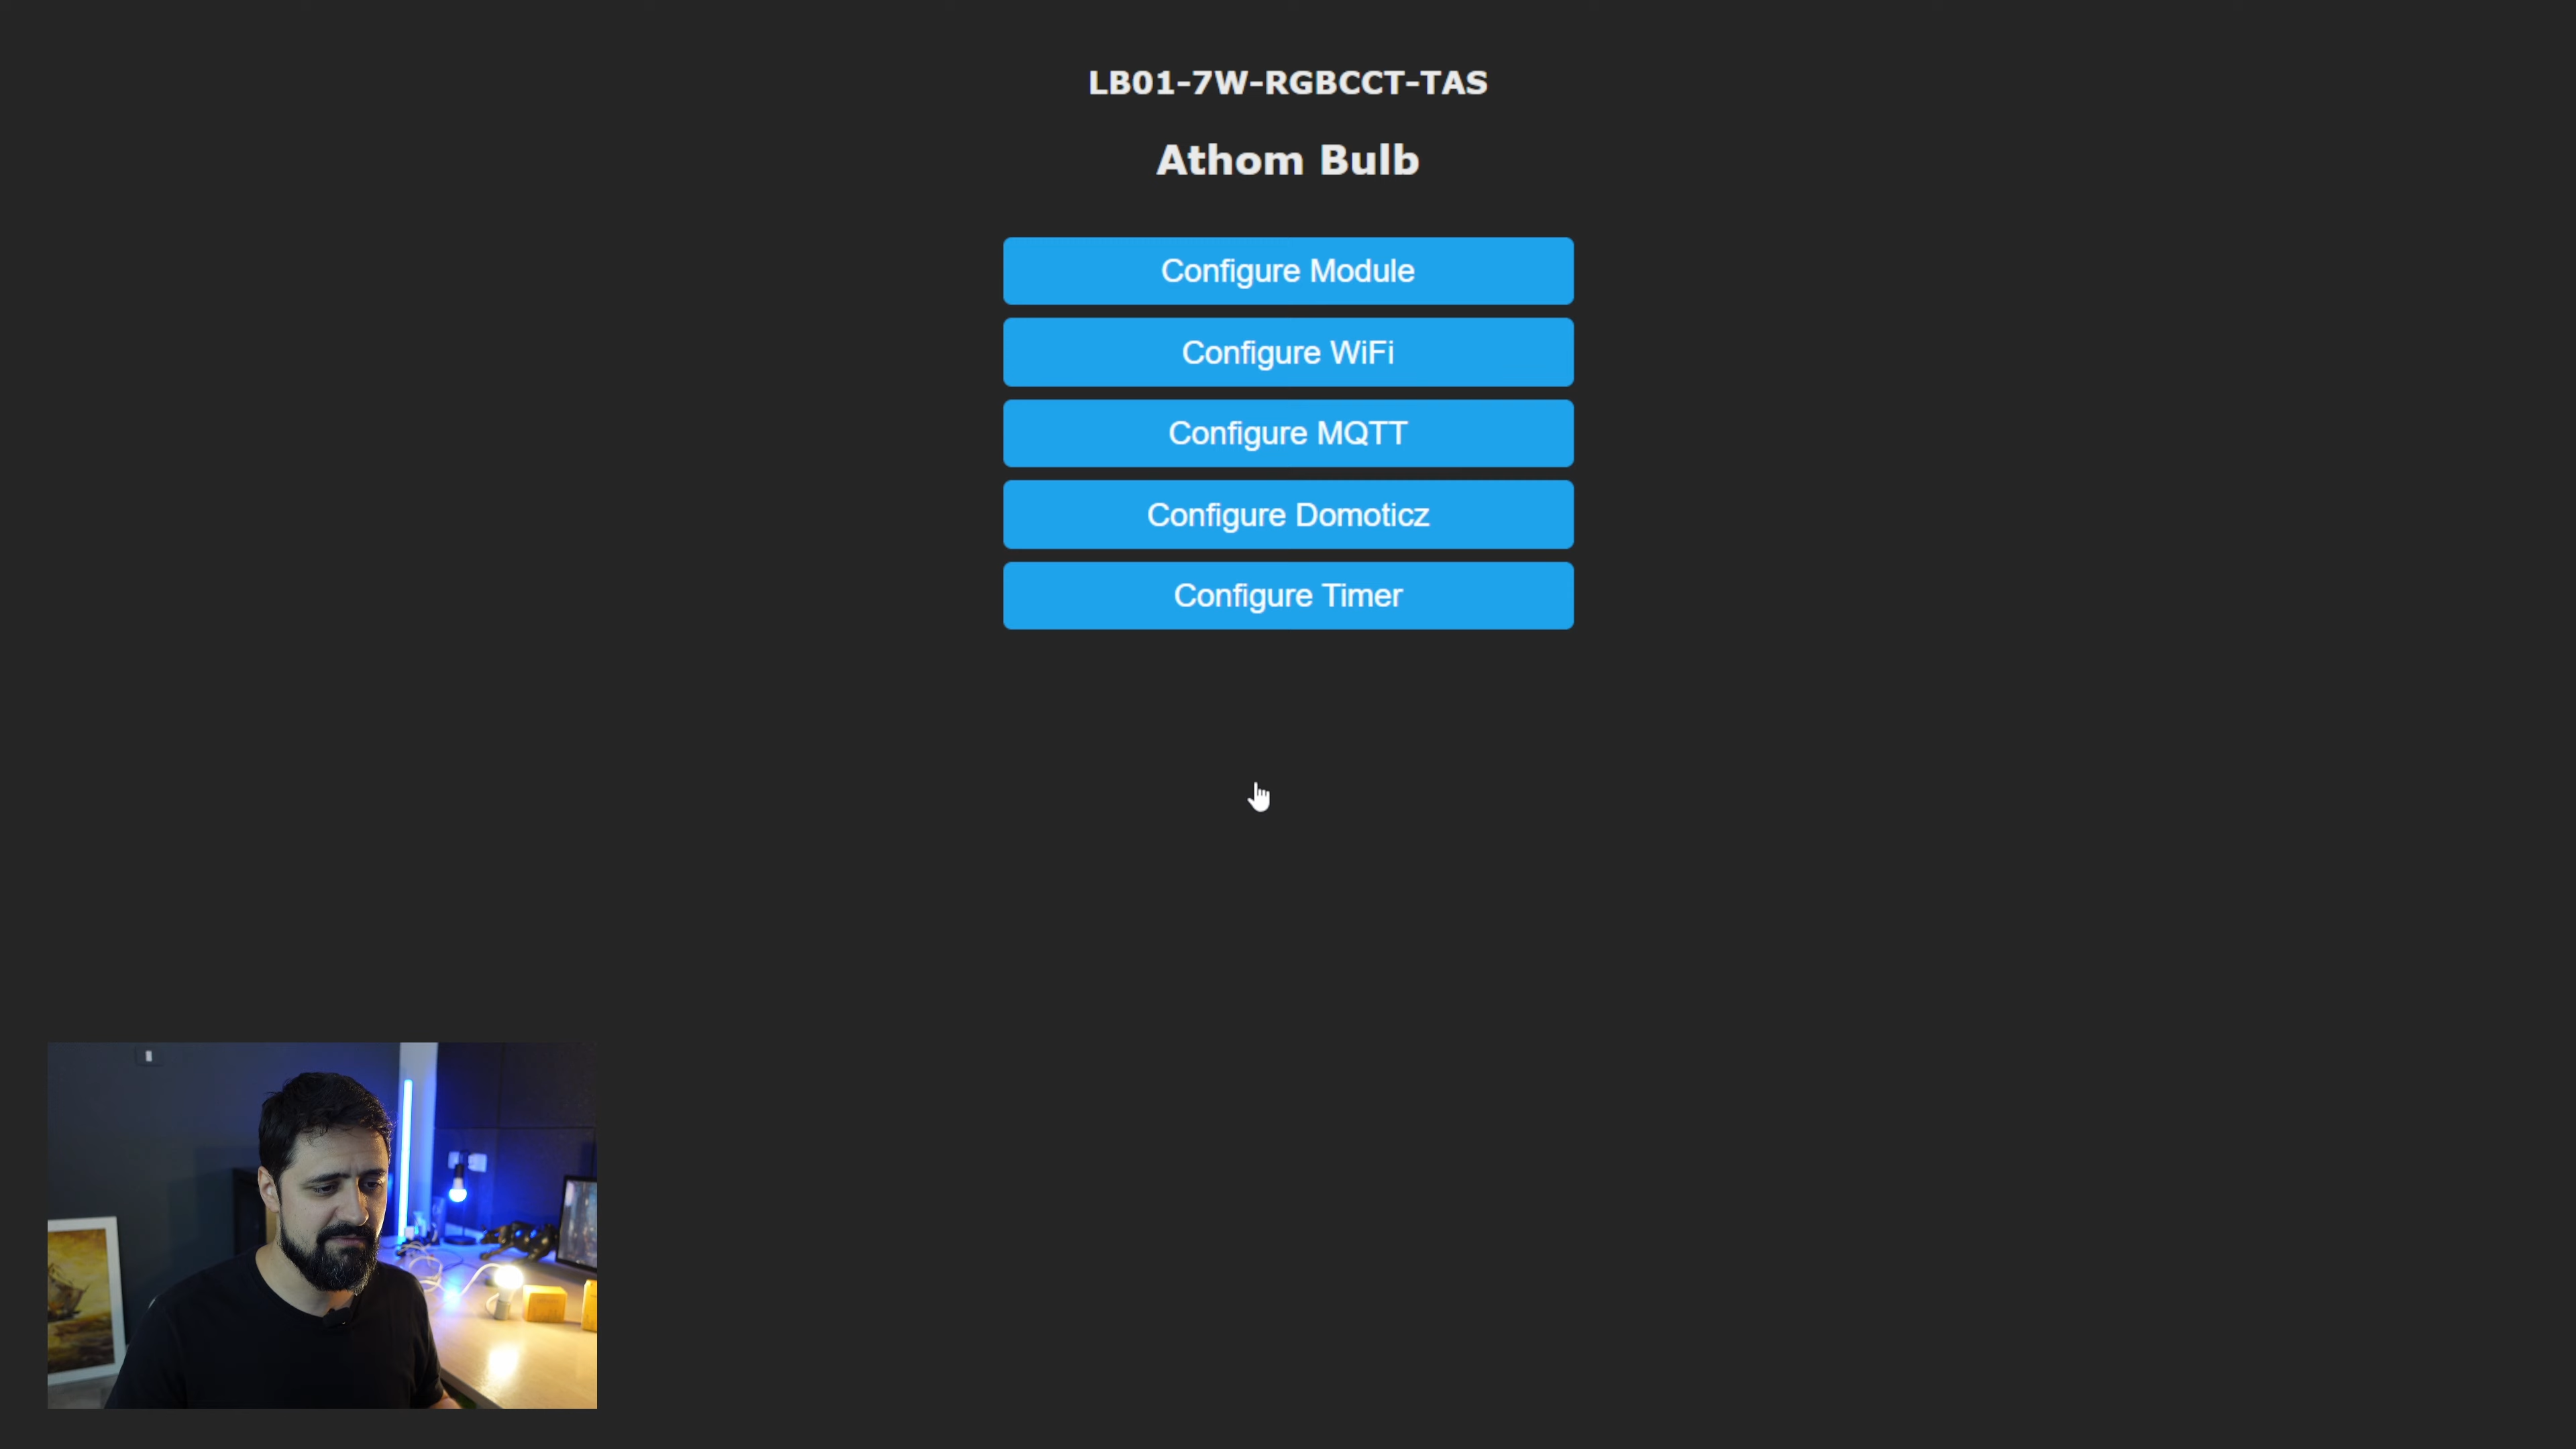 LB01-7W-RGBCCT-TAS
Athom Bulb
Configure Module
Configure WiFi
Configure MQTT
Configure Domoticz
Configure Timer